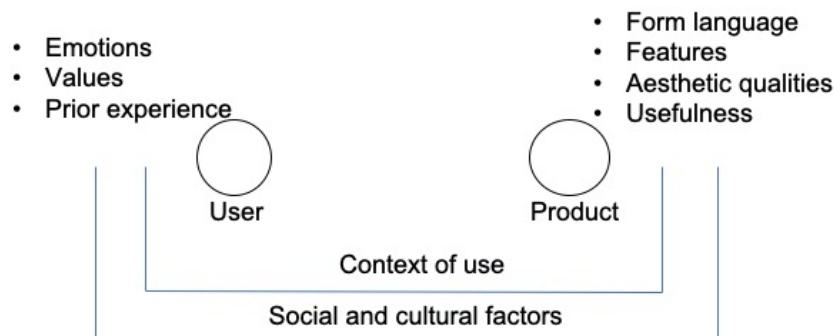 • Emotions
• Values
• Prior experience
• Form language
• Features
• Aesthetic qualities
• Usefulness
User
Product
Context of use
Social and cultural factors